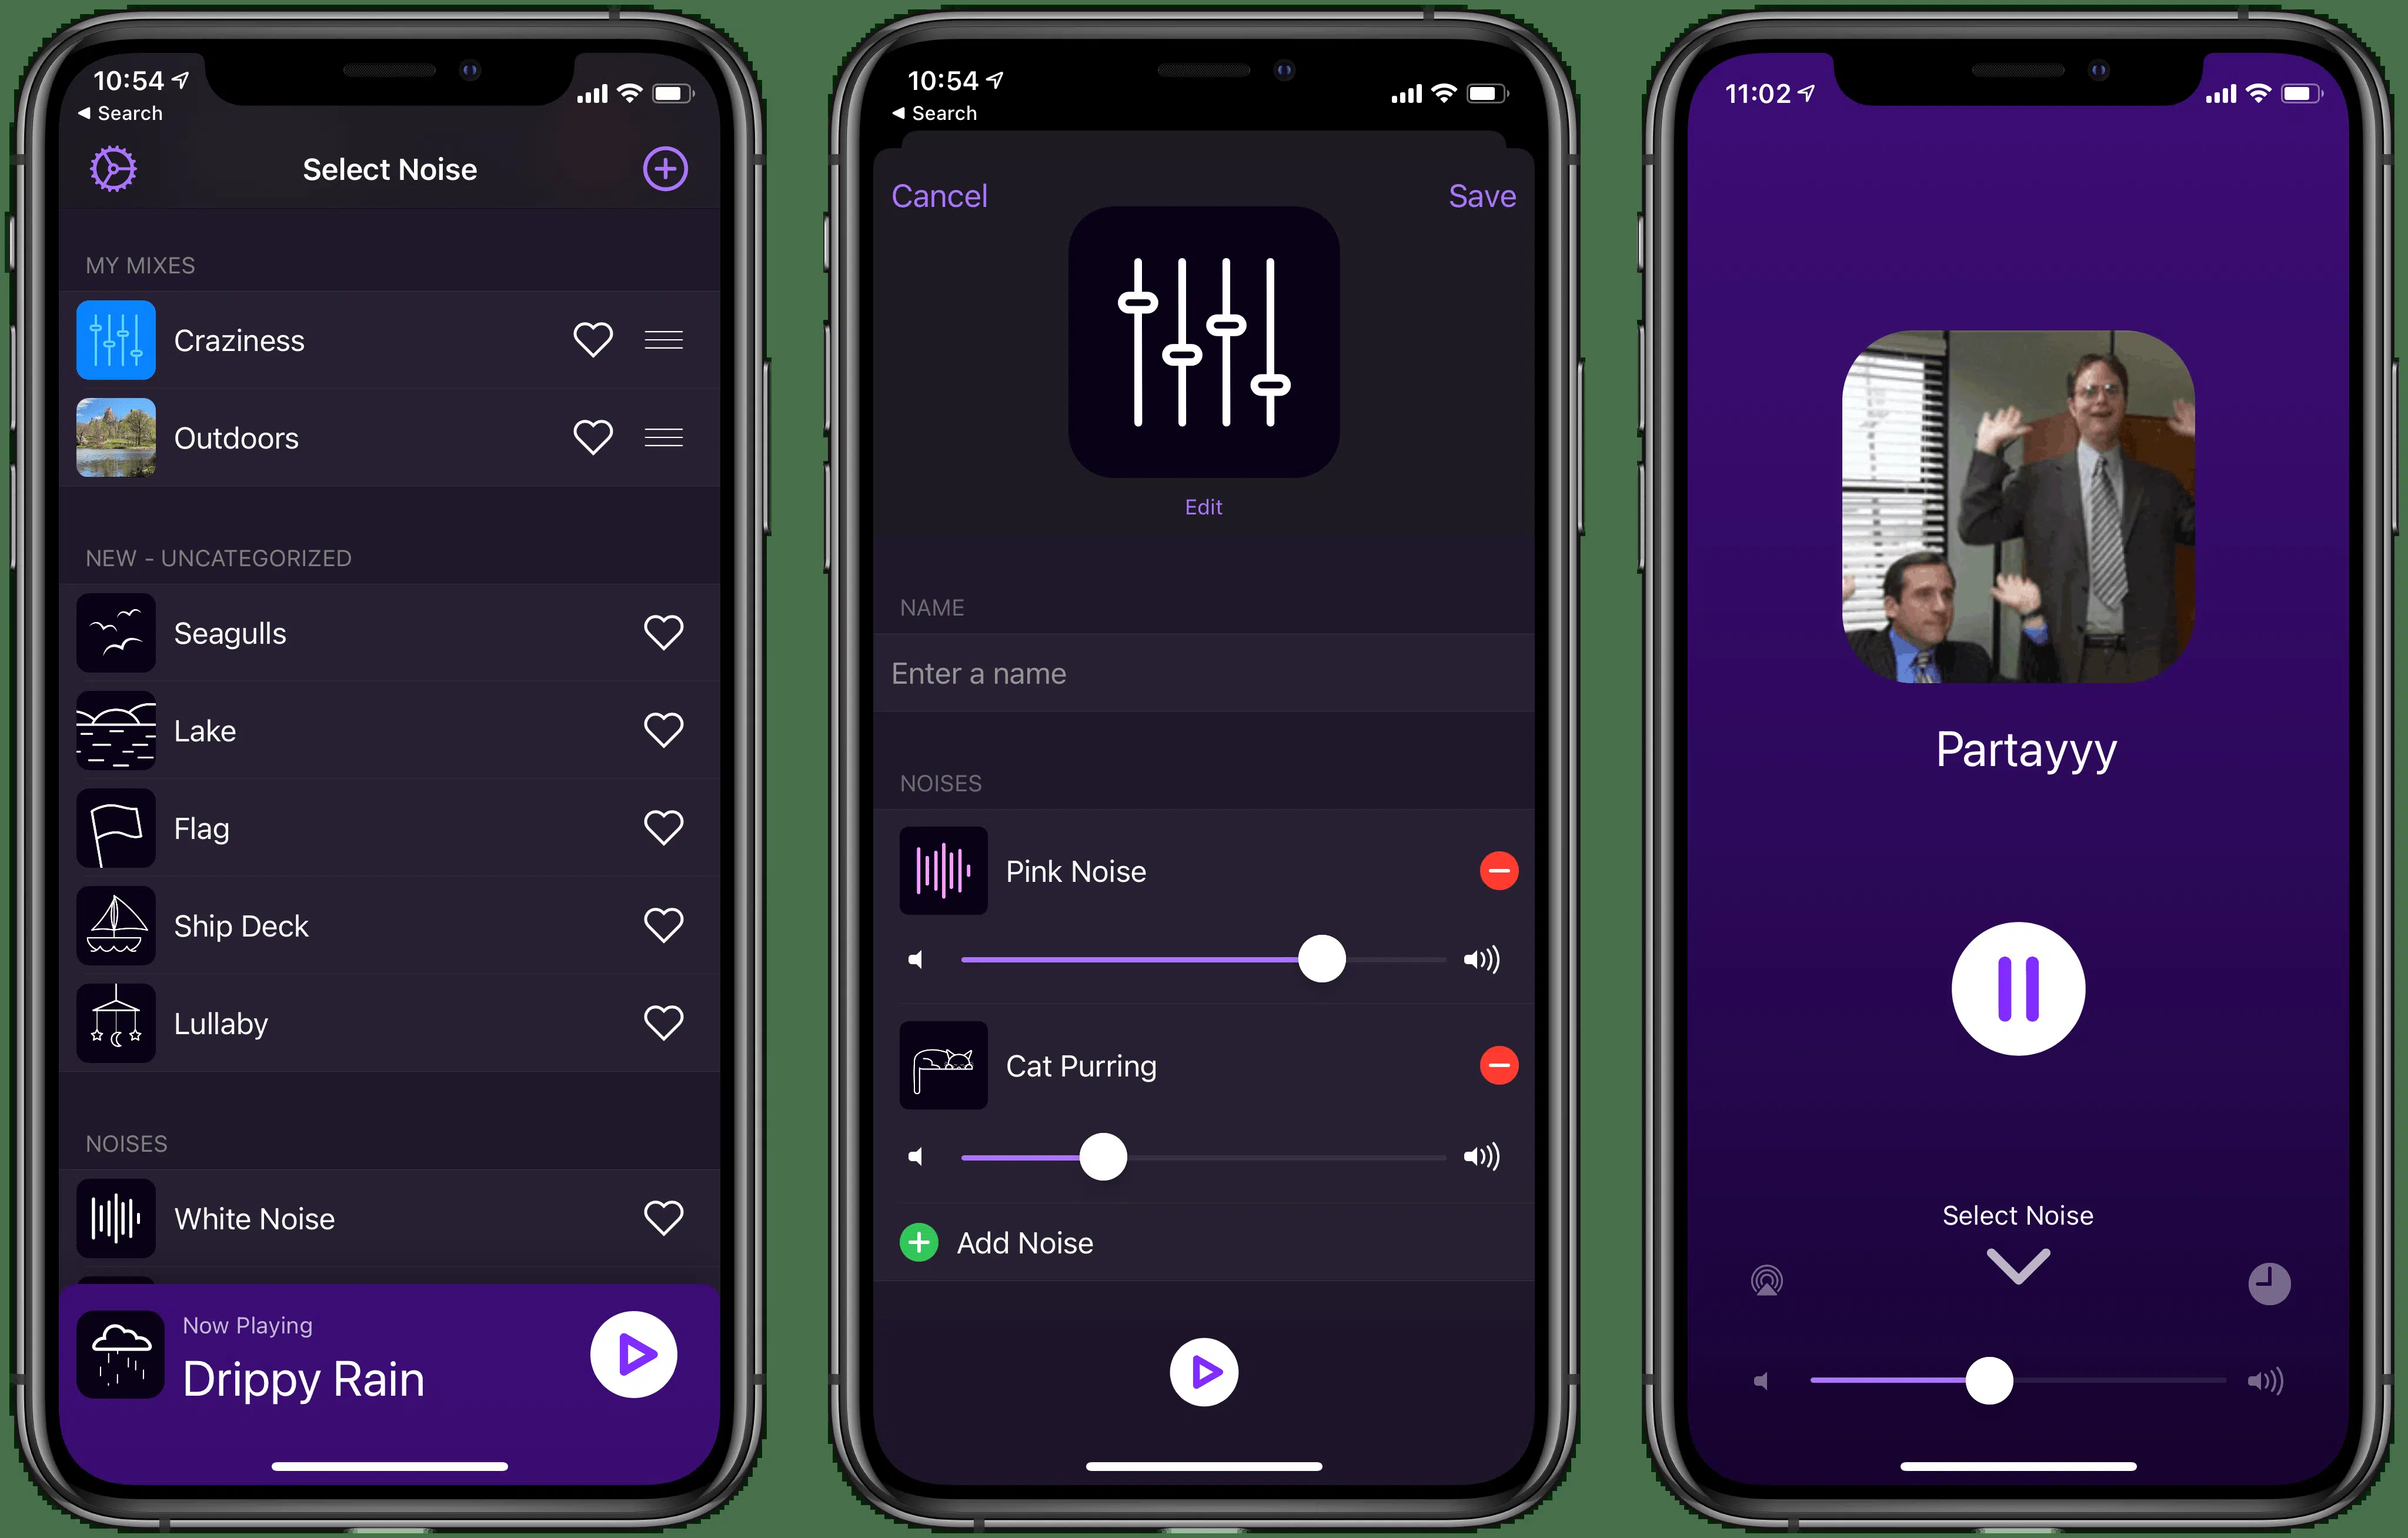 10:54
Search
Select Noise
MY MIXES
Craziness
Outdoors
NEW - UNCATEGORIZED
Seagulls
Lake
Flag
Ship Deck
Lullaby
NOISES
White Noise
Now Playing
Drippy Rain
10:54
Search
Cancel
Save
Edit
NAME
Enter a name
NOISES
Pink Noise
Cat Purring
Add Noise
11:02
Partayyy
Select Noise